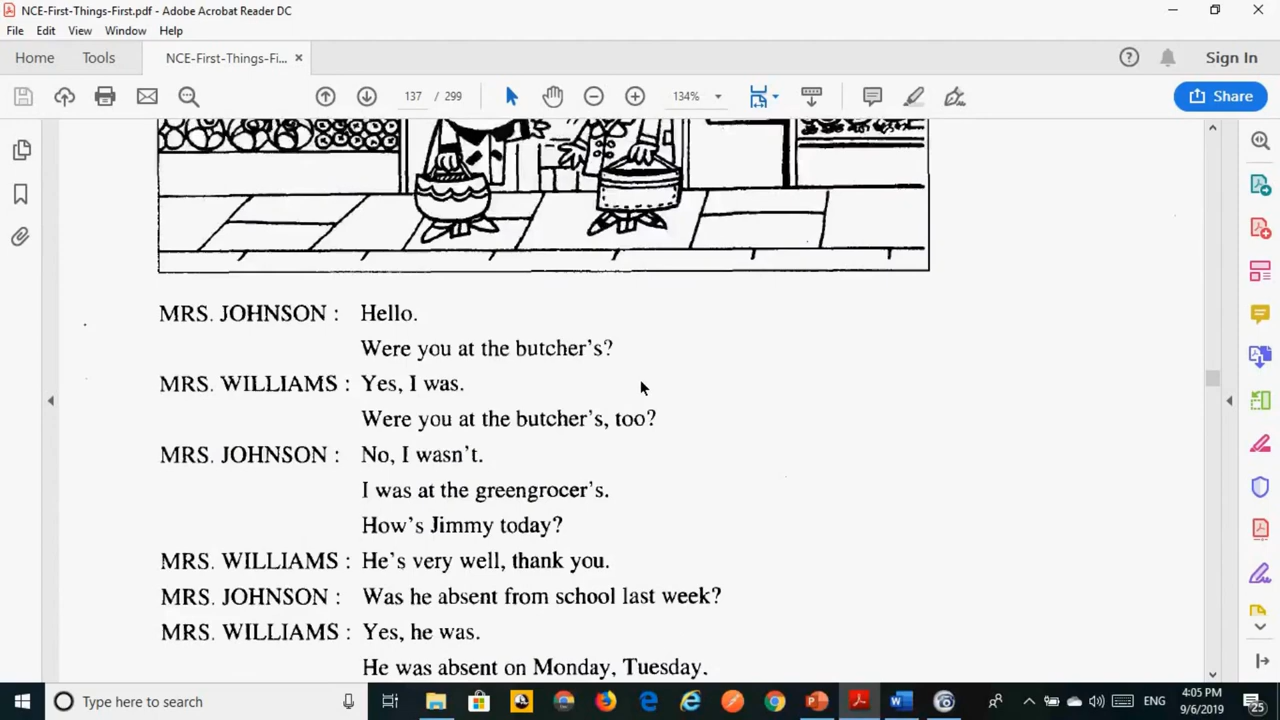 NCE-First-Things-First.pdf - Adobe Acrobat Reader DC
File Edit View Window Help
Home Tools NCE-First-Things-Fi... × Sign In
137 / 299 134% Share
MRS. JOHNSON : Hello.
Were you at the butcher's?
MRS. WILLIAMS : Yes, I was.
Were you at the butcher's, too?
MRS. JOHNSON : No, I wasn't.
I was at the greengrocer's.
How's Jimmy today?
MRS. WILLIAMS : He's very well, thank you.
MRS. JOHNSON : Was he absent from school last week?
MRS. WILLIAMS : Yes, he was.
He was absent on Monday, Tuesday,
Type here to search ENG 4:05 PM
9/6/2019 25